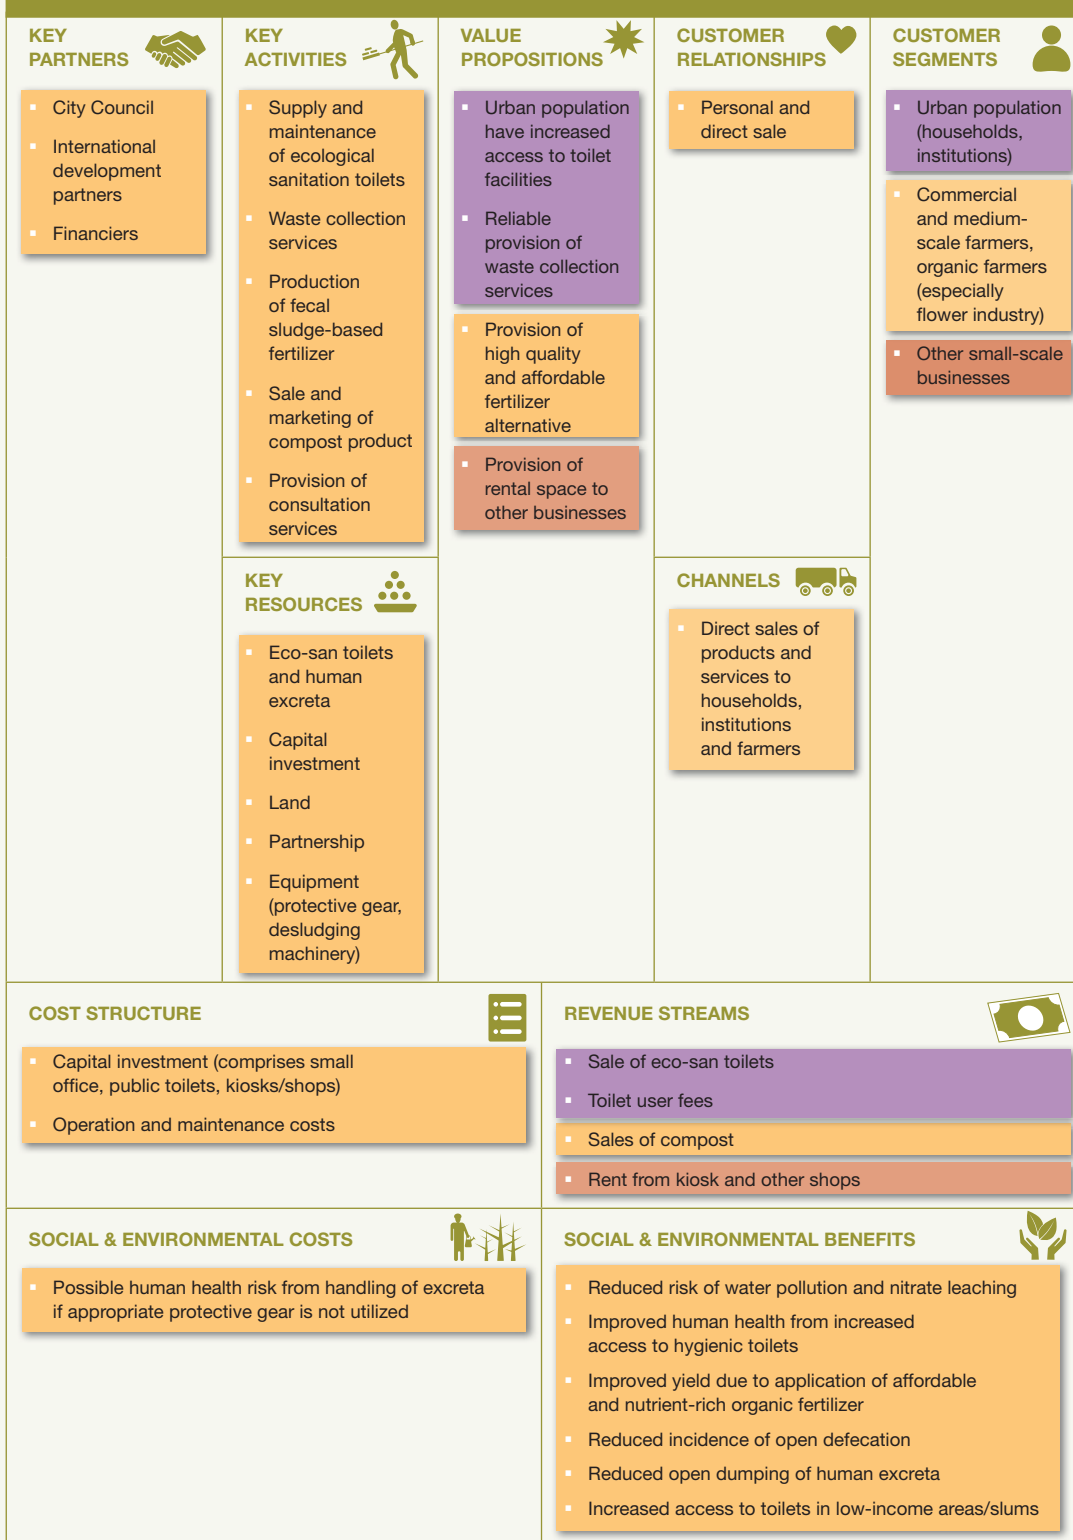 KEY
PARTNERS
▪ City Council
▪ International
development
partners
▪ Financiers
KEY
ACTIVITIES
▪ Supply and
maintenance
of ecological
sanitation toilets
▪ Waste collection
services
▪ Production
of fecal
sludge-based
fertilizer
▪ Sale and
marketing of
compost product
▪ Provision of
consultation
services
KEY
RESOURCES
▪ Eco-san toilets
and human
excreta
▪ Capital
investment
▪ Land
▪ Partnership
▪ Equipment
(protective gear,
desludging
machinery)
VALUE
PROPOSITIONS
▪ Urban population
have increased
access to toilet
facilities
▪ Reliable
provision of
waste collection
services
▪ Provision of
high quality
and affordable
fertilizer
alternative
▪ Provision of
rental space to
other businesses
CUSTOMER
RELATIONSHIPS
▪ Personal and
direct sale
CHANNELS
▪ Direct sales of
products and
services to
households,
institutions
and farmers
CUSTOMER
SEGMENTS
▪ Urban population
(households,
institutions)
▪ Commercial
and medium-
scale farmers,
organic farmers
(especially
flower industry)
▪ Other small-scale
businesses
COST STRUCTURE
▪ Capital investment (comprises small
office, public toilets, kiosks/shops)
▪ Operation and maintenance costs
REVENUE STREAMS
▪ Sale of eco-san toilets
▪ Toilet user fees
▪ Sales of compost
▪ Rent from kiosk and other shops
SOCIAL & ENVIRONMENTAL COSTS
▪ Possible human health risk from handling of excreta
if appropriate protective gear is not utilized
SOCIAL & ENVIRONMENTAL BENEFITS
▪ Reduced risk of water pollution and nitrate leaching
▪ Improved human health from increased
access to hygienic toilets
▪ Improved yield due to application of affordable
and nutrient-rich organic fertilizer
▪ Reduced incidence of open defecation
▪ Reduced open dumping of human excreta
▪ Increased access to toilets in low-income areas/slums